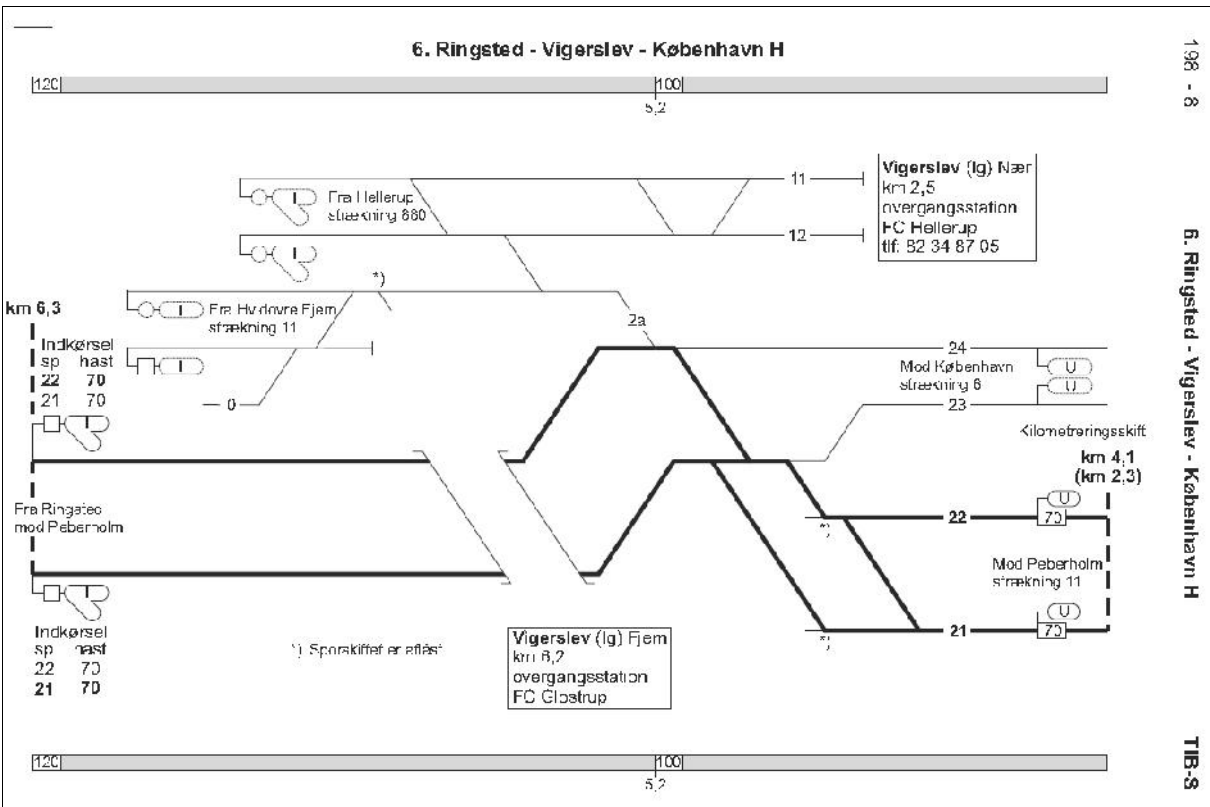 6. Ringsted - Vigerslev - København H
120
100
5,2
11
Vigerslev (lg) Nær
km 2,5
overgangsstation
FC Hellerup
tlf: 82 34 87 05
I
Fra Hellerup
strækning 880
12
I
*)
km 6,3
I
Fra Hvidovre Fjern
strækning 11
2a
Indkørsel
sp hast
22 70
21 70
I
24
Mod København
strækning 6
U
U
0
23
I
Kilometreringsskift
km 4,1
(km 2,3)
Fra Ringsted
mod Peberholm
U
22
70
*)
Mod Peberholm
strækning 11
I
U
21
70
*)
Indkørsel
sp hast
22 70
21 70
*) Sporskiftet er aflåst
Vigerslev (lg) Fjern
km 6,2
overgangsstation
FC Glostrup
120
100
5,2
198 - 8
6. Ringsted - Vigerslev - København H
TIB-S